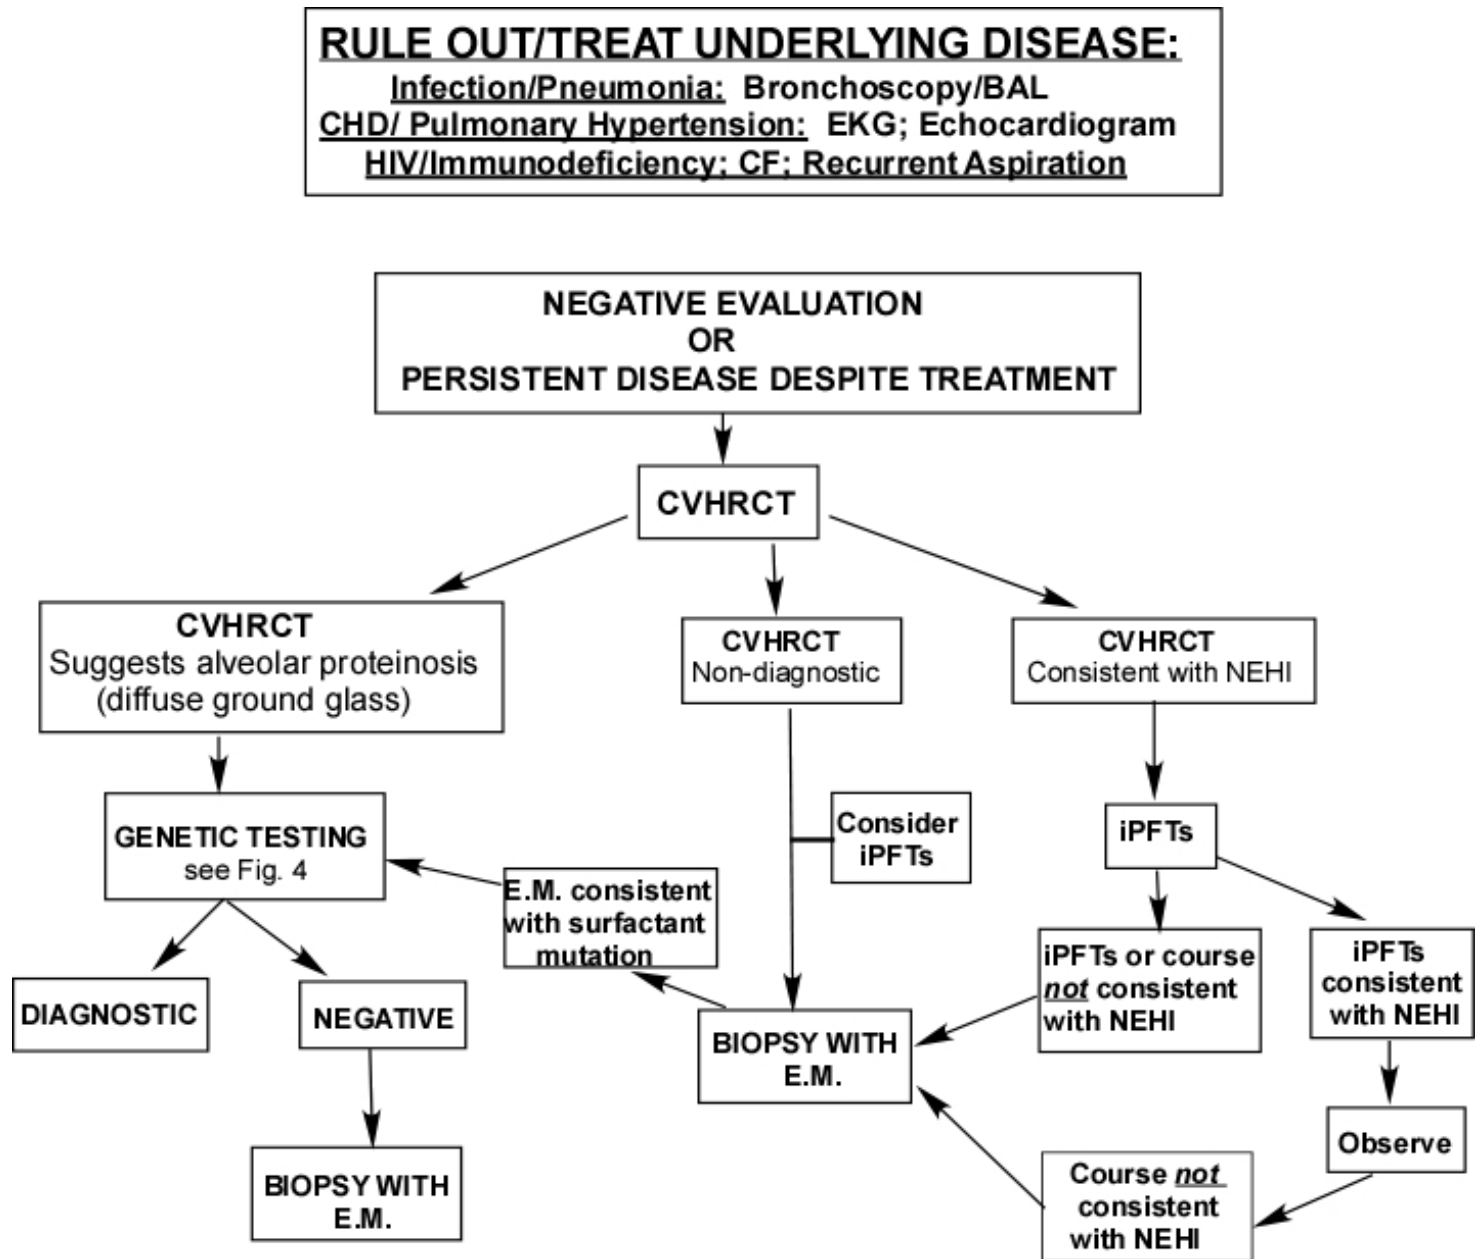 RULE OUT/TREAT UNDERLYING DISEASE:
Infection/Pneumonia: Bronchoscopy/BAL
CHD/ Pulmonary Hypertension: EKG; Echocardiogram
HIV/Immunodeficiency; CF; Recurrent Aspiration
NEGATIVE EVALUATION
OR
PERSISTENT DISEASE DESPITE TREATMENT
CVHRCT
CVHRCT
Suggests alveolar proteinosis
(diffuse ground glass)
CVHRCT
Non-diagnostic
CVHRCT
Consistent with NEHI
GENETIC TESTING
see Fig. 4
Consider
iPFTs
iPFTs
E.M. consistent
with surfactant
mutation
iPFTs or course
not consistent
with NEHI
iPFTs
consistent
with NEHI
DIAGNOSTIC
NEGATIVE
BIOPSY WITH
E.M.
Observe
BIOPSY WITH
E.M.
Course not
consistent
with NEHI